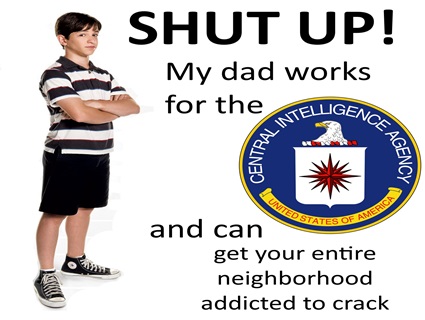 SHUT UP!
My dad works
for the
CENTRAL INTELLIGENCE AGENCY
UNITED STATES OF AMERICA
and can
get your entire
neighborhood
addicted to crack